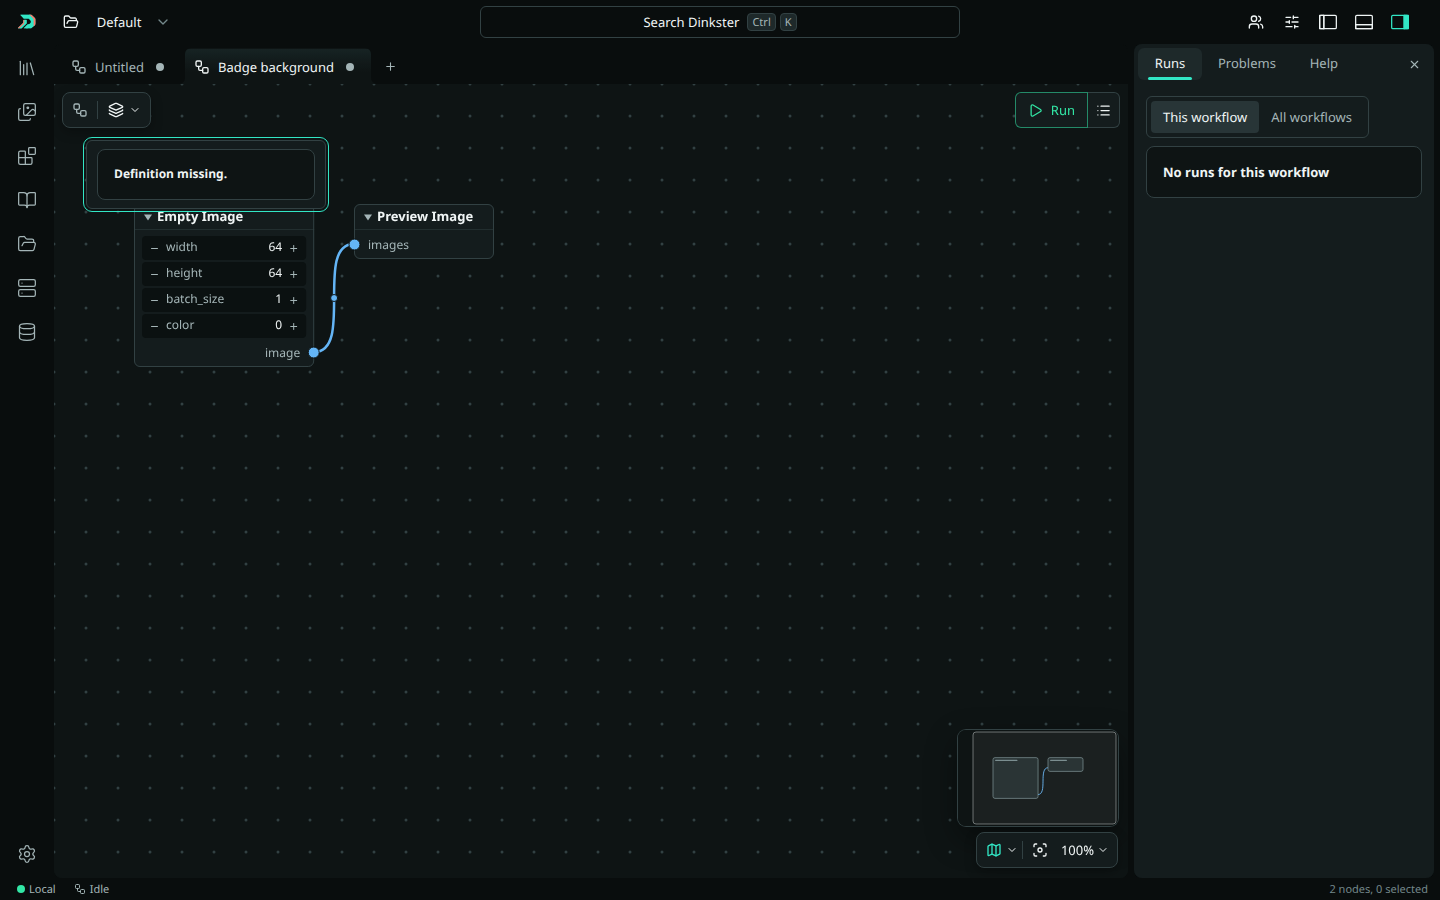 Default
Search Dinkster Ctrl K
Untitled
Badge background
Run
Definition missing.
Empty Image
width 64
height 64
batch_size 1
color 0
image
Preview Image
images
100%
Runs
Problems
Help
This workflow
All workflows
No runs for this workflow
Local
Idle
2 nodes, 0 selected